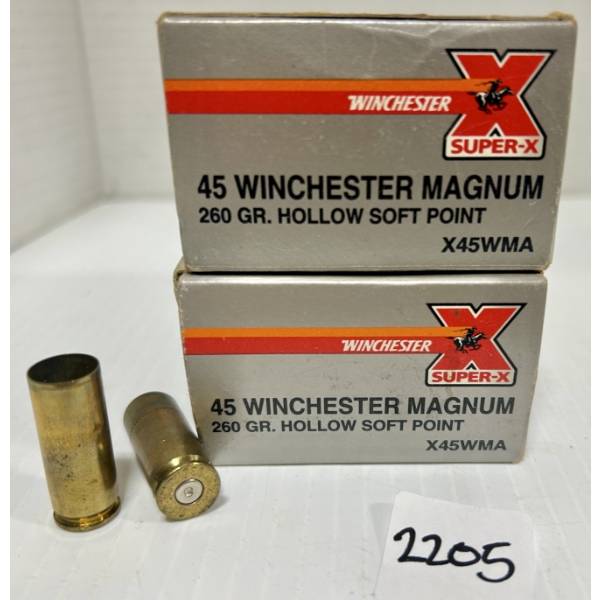 WINCHESTER
X
SUPER-X
45 WINCHESTER MAGNUM
260 GR. HOLLOW SOFT POINT
X45WMA
WINCHESTER
X
SUPER-X
45 WINCHESTER MAGNUM
260 GR. HOLLOW SOFT POINT
X45WMA
2205